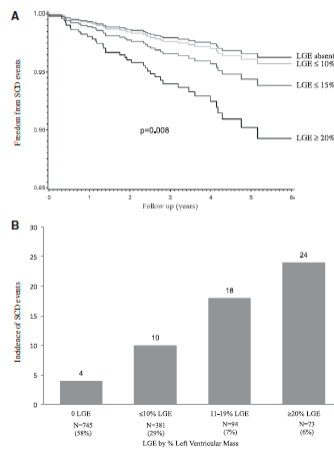 A
Freedom from SCD events
1.00
0.95
0.90
0.85
LGE absent
LGE ≤ 10%
LGE ≤ 15%
LGE ≥ 20%
p=0.008
0 1 2 3 4 5 6
Follow up (years)
B
Incidence of SCD events
30
25
20
15
10
5
0
4
10
18
24
0 LGE ≤10% LGE 11-19% LGE ≥20% LGE
N=745 N=381 N=94 N=73
(58%) (29%) (7%) (6%)
LGE by % Left Ventricular Mass